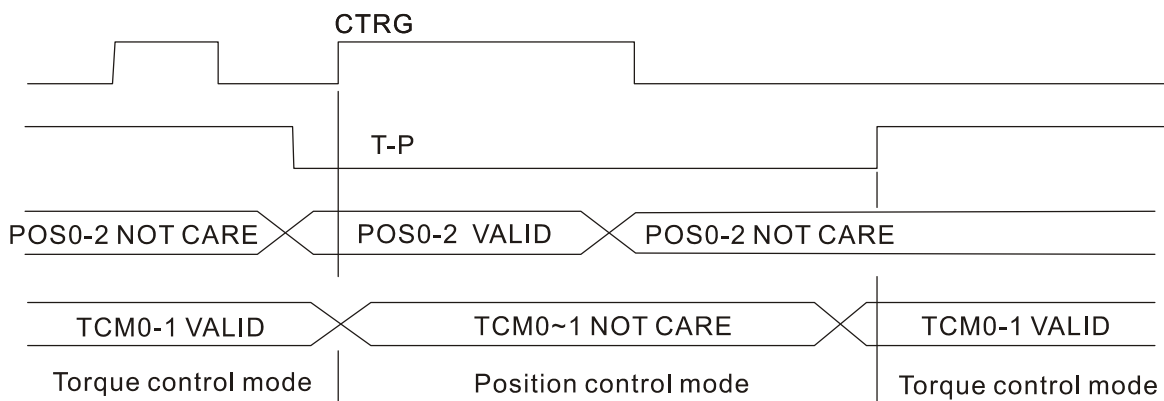 CTRG
T-P
POS0-2 NOT CARE POS0-2 VALID POS0-2 NOT CARE
TCM0-1 VALID TCM0~1 NOT CARE TCM0-1 VALID
Torque control mode Position control mode Torque control mode